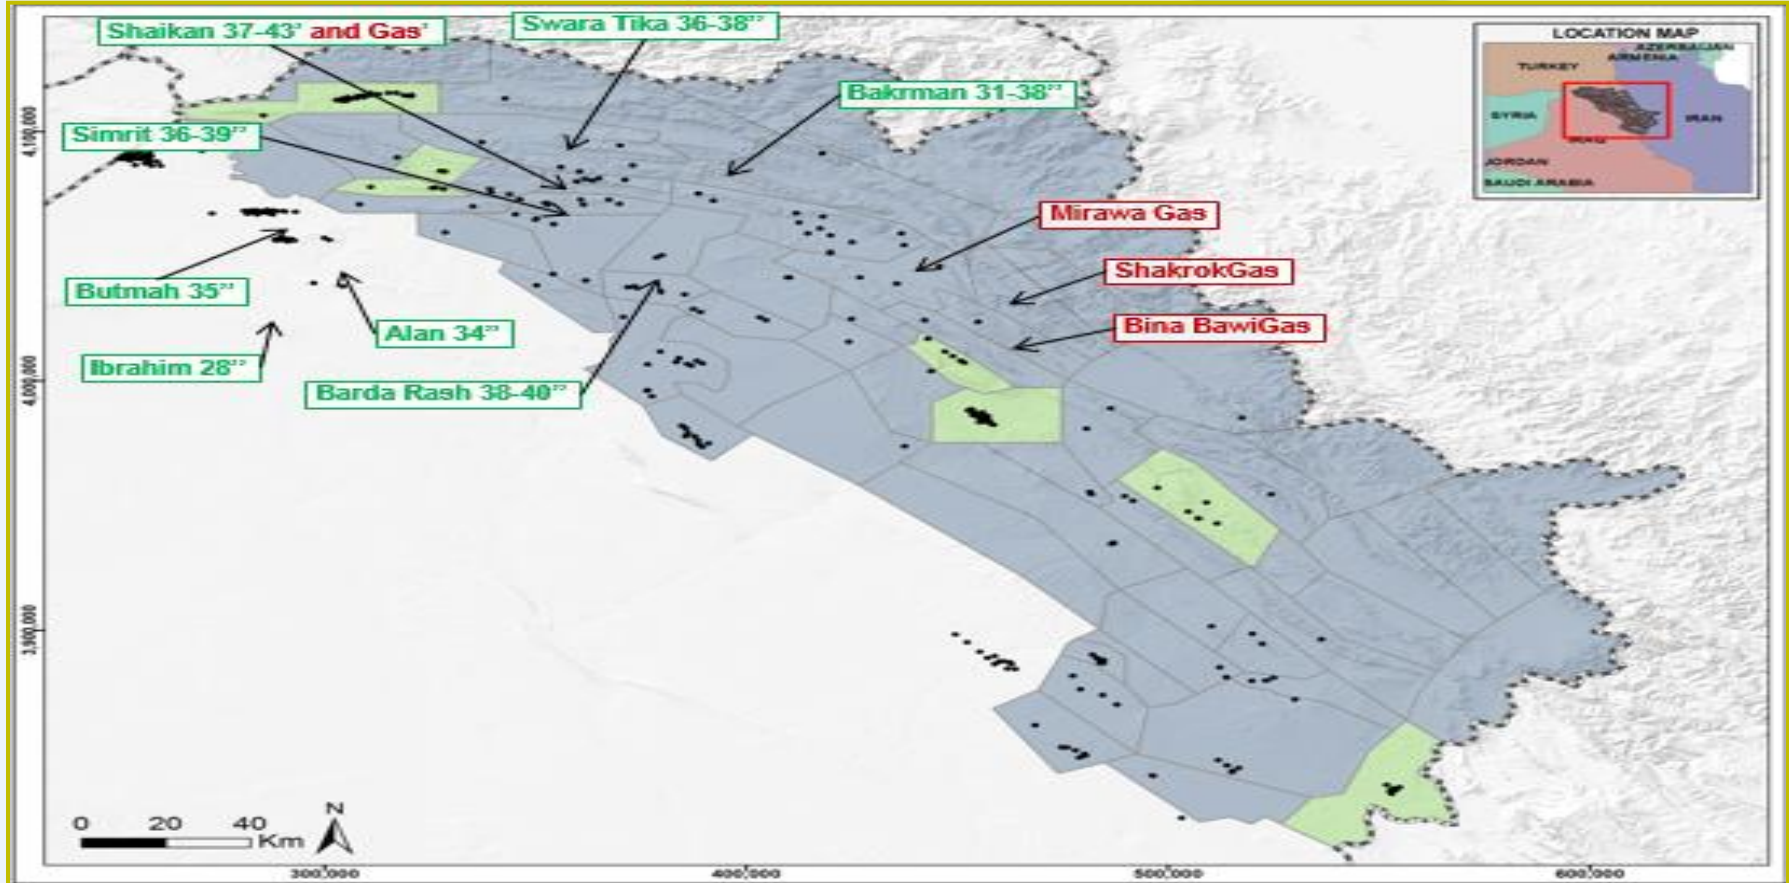 Shaikan 37-43’ and Gas’
Swara Tika 36-38’’
LOCATION MAP
AZERBAIJAN
ARMENIA
TURKEY
SYRIA
IRAN
IRAQ
JORDAN
SAUDI ARABIA
Bakrman 31-38’’
Simrit 36-39’’
4,100,000
Mirawa Gas
ShakrokGas
Butmah 35’’
Alan 34’’
Bina BawiGas
Ibrahim 28’’
Barda Rash 38-40’’
4,000,000
3,900,000
0 20 40
Km
N
300,000 400,000 500,000 600,000